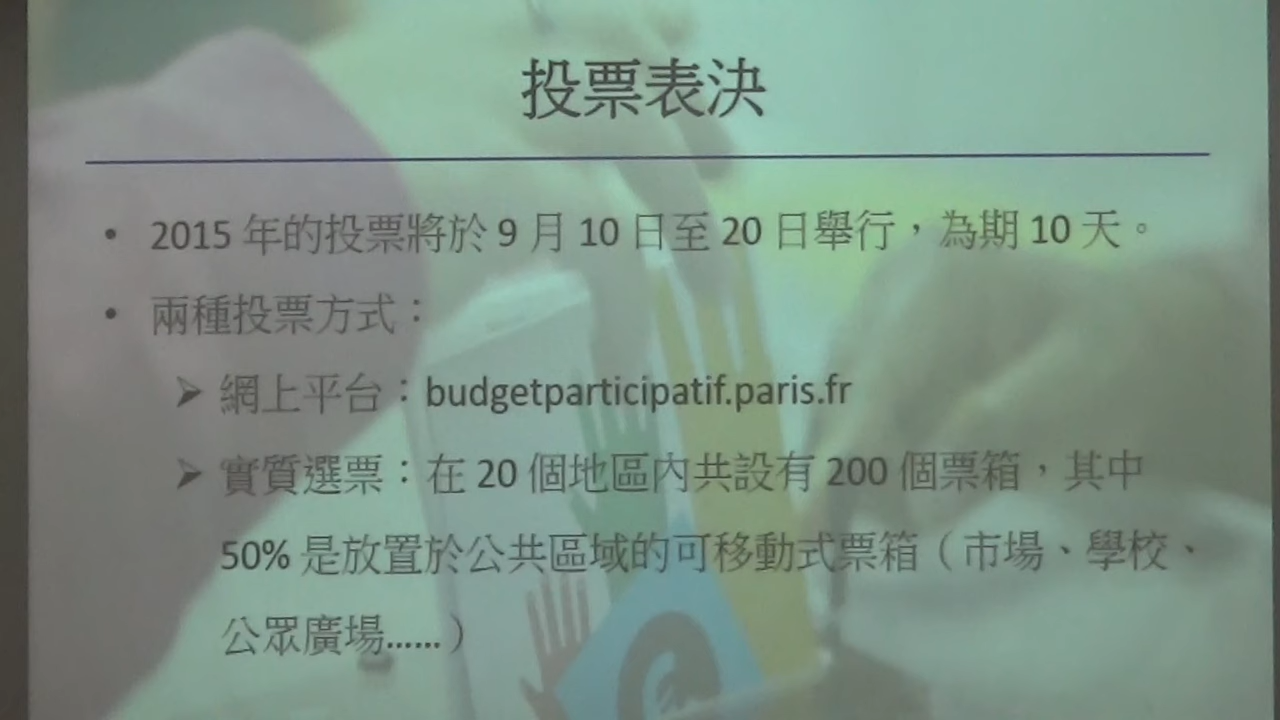 投票表決
• 2015 年的投票將於 9 月 10 日至 20 日舉行，為期 10 天。
• 兩種投票方式：
➢ 網上平台：budgetparticipatif.paris.fr
➢ 實質選票：在 20 個地區內共設有 200 個票箱，其中
50% 是放置於公共區域的可移動式票箱（市場、學校、
公眾廣場……）